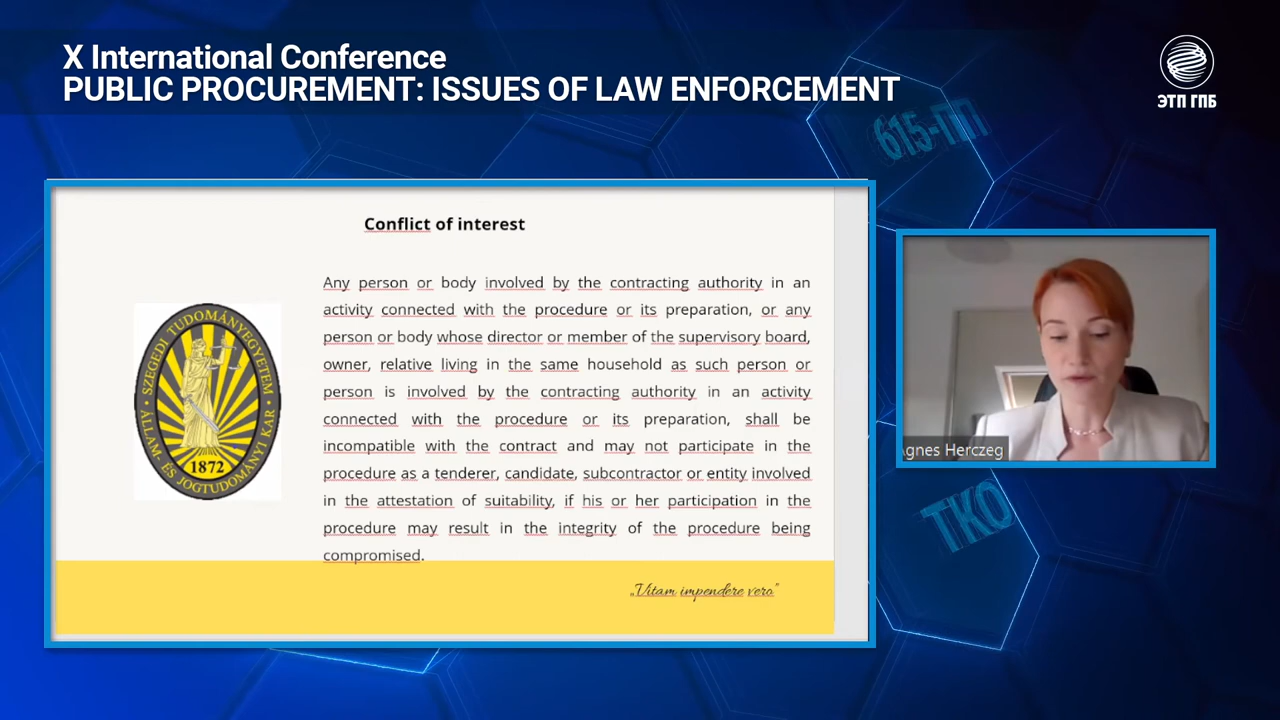 X International Conference
PUBLIC PROCUREMENT: ISSUES OF LAW ENFORCEMENT
ЭТП ГПБ
615-ПП
Conflict of interest
Any person or body involved by the contracting authority in an
activity connected with the procedure or its preparation, or any
person or body whose director or member of the supervisory board,
owner, relative living in the same household as such person or
person is involved by the contracting authority in an activity
connected with the procedure or its preparation, shall be
incompatible with the contract and may not participate in the
procedure as a tenderer, candidate, subcontractor or entity involved
in the attestation of suitability, if his or her participation in the
procedure may result in the integrity of the procedure being
compromised.
SZEGEDI TUDOMÁNYEGYETEM
ÁLLAM- ÉS JOGTUDOMÁNYI KAR
1872
„Vitam impendere vero”
Agnes Herczeg
ТКО